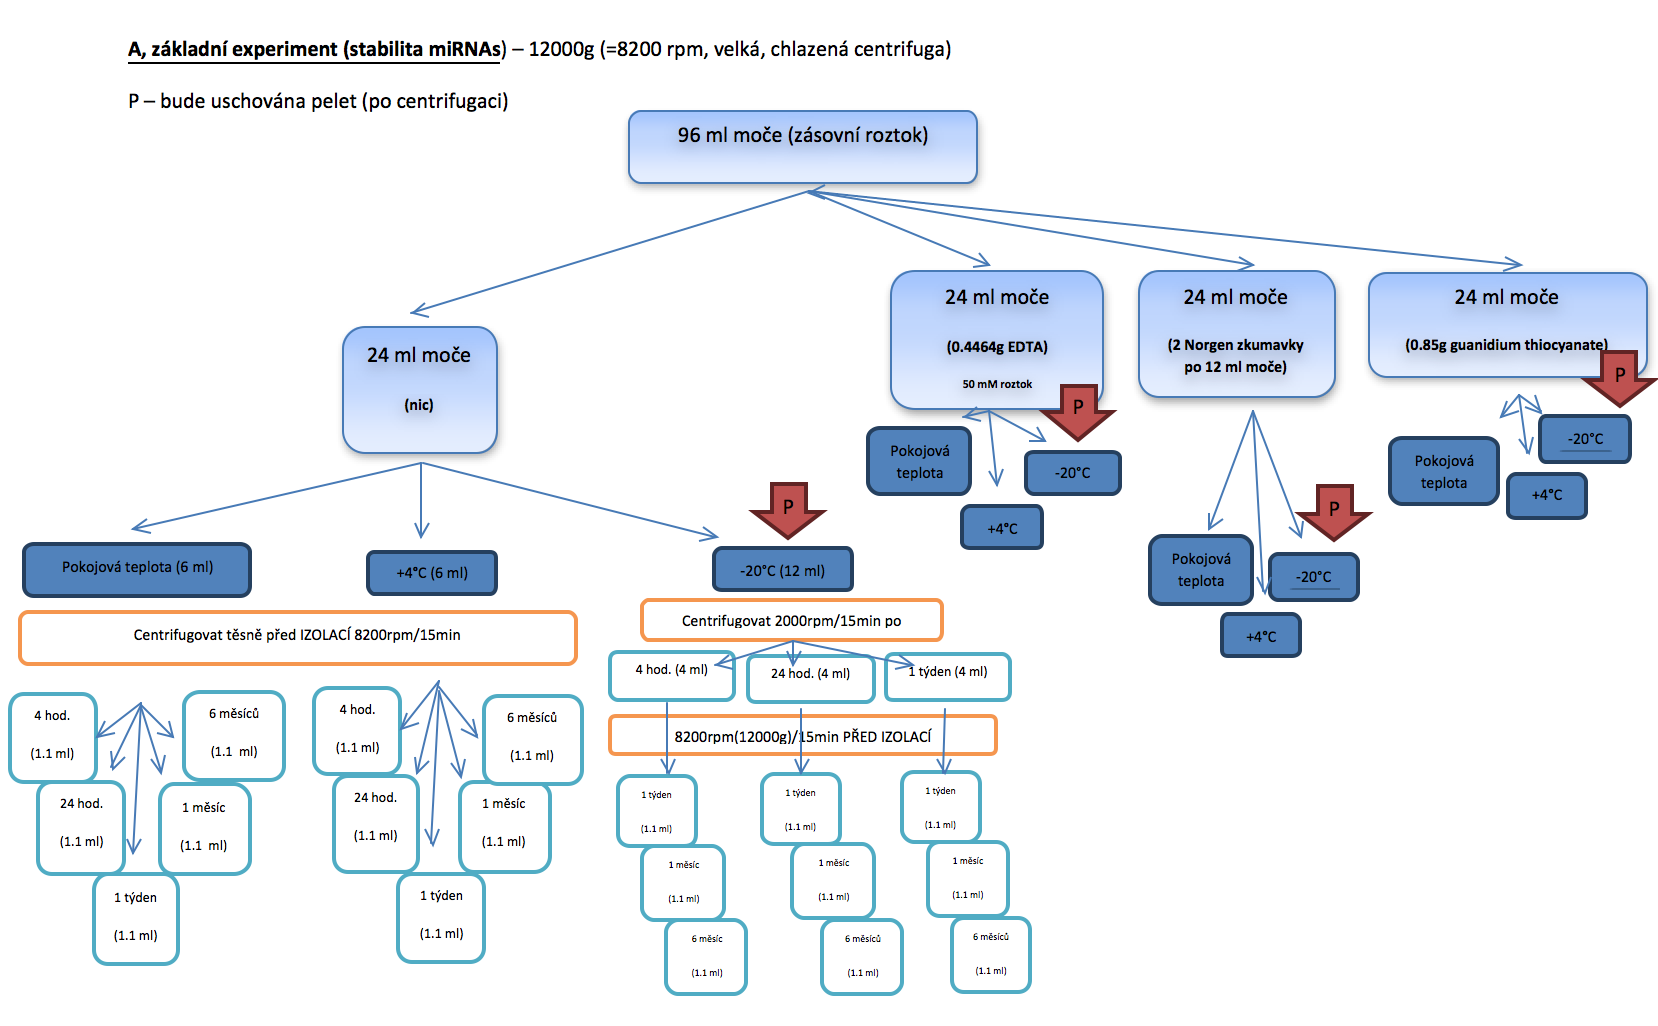 A, základní experiment (stabilita miRNAs) – 12000g (=8200 rpm, velká, chlazená centrifuga)
P – bude uschována pelet (po centrifugaci)
96 ml moče (zásovní roztok)
24 ml moče
(nic)
24 ml moče
(0.4464g EDTA)
50 mM roztok
24 ml moče
(2 Norgen zkumavky
po 12 ml moče)
24 ml moče
(0.85g guanidium thiocyanate)
P
Pokojová
teplota
+4°C
-20°C
P
Pokojová
teplota
+4°C
-20°C
P
Pokojová
teplota
+4°C
-20°C
P
Pokojová teplota (6 ml)
+4°C (6 ml)
-20°C (12 ml)
Centrifugovat těsně před IZOLACÍ 8200rpm/15min
Centrifugovat 2000rpm/15min po
4 hod. (4 ml)
24 hod. (4 ml)
1 týden (4 ml)
8200rpm(12000g)/15min PŘED IZOLACÍ
4 hod.
(1.1 ml)
24 hod.
(1.1 ml)
1 týden
(1.1 ml)
1 měsíc
(1.1 ml)
6 měsíců
(1.1 ml)
4 hod.
(1.1 ml)
24 hod.
(1.1 ml)
1 týden
(1.1 ml)
1 měsíc
(1.1 ml)
6 měsíců
(1.1 ml)
1 týden
(1.1 ml)
1 měsíc
(1.1 ml)
6 měsíc
(1.1 ml)
1 týden
(1.1 ml)
1 měsíc
(1.1 ml)
6 měsíců
(1.1 ml)
1 týden
(1.1 ml)
1 měsíc
(1.1 ml)
6 měsíců
(1.1 ml)